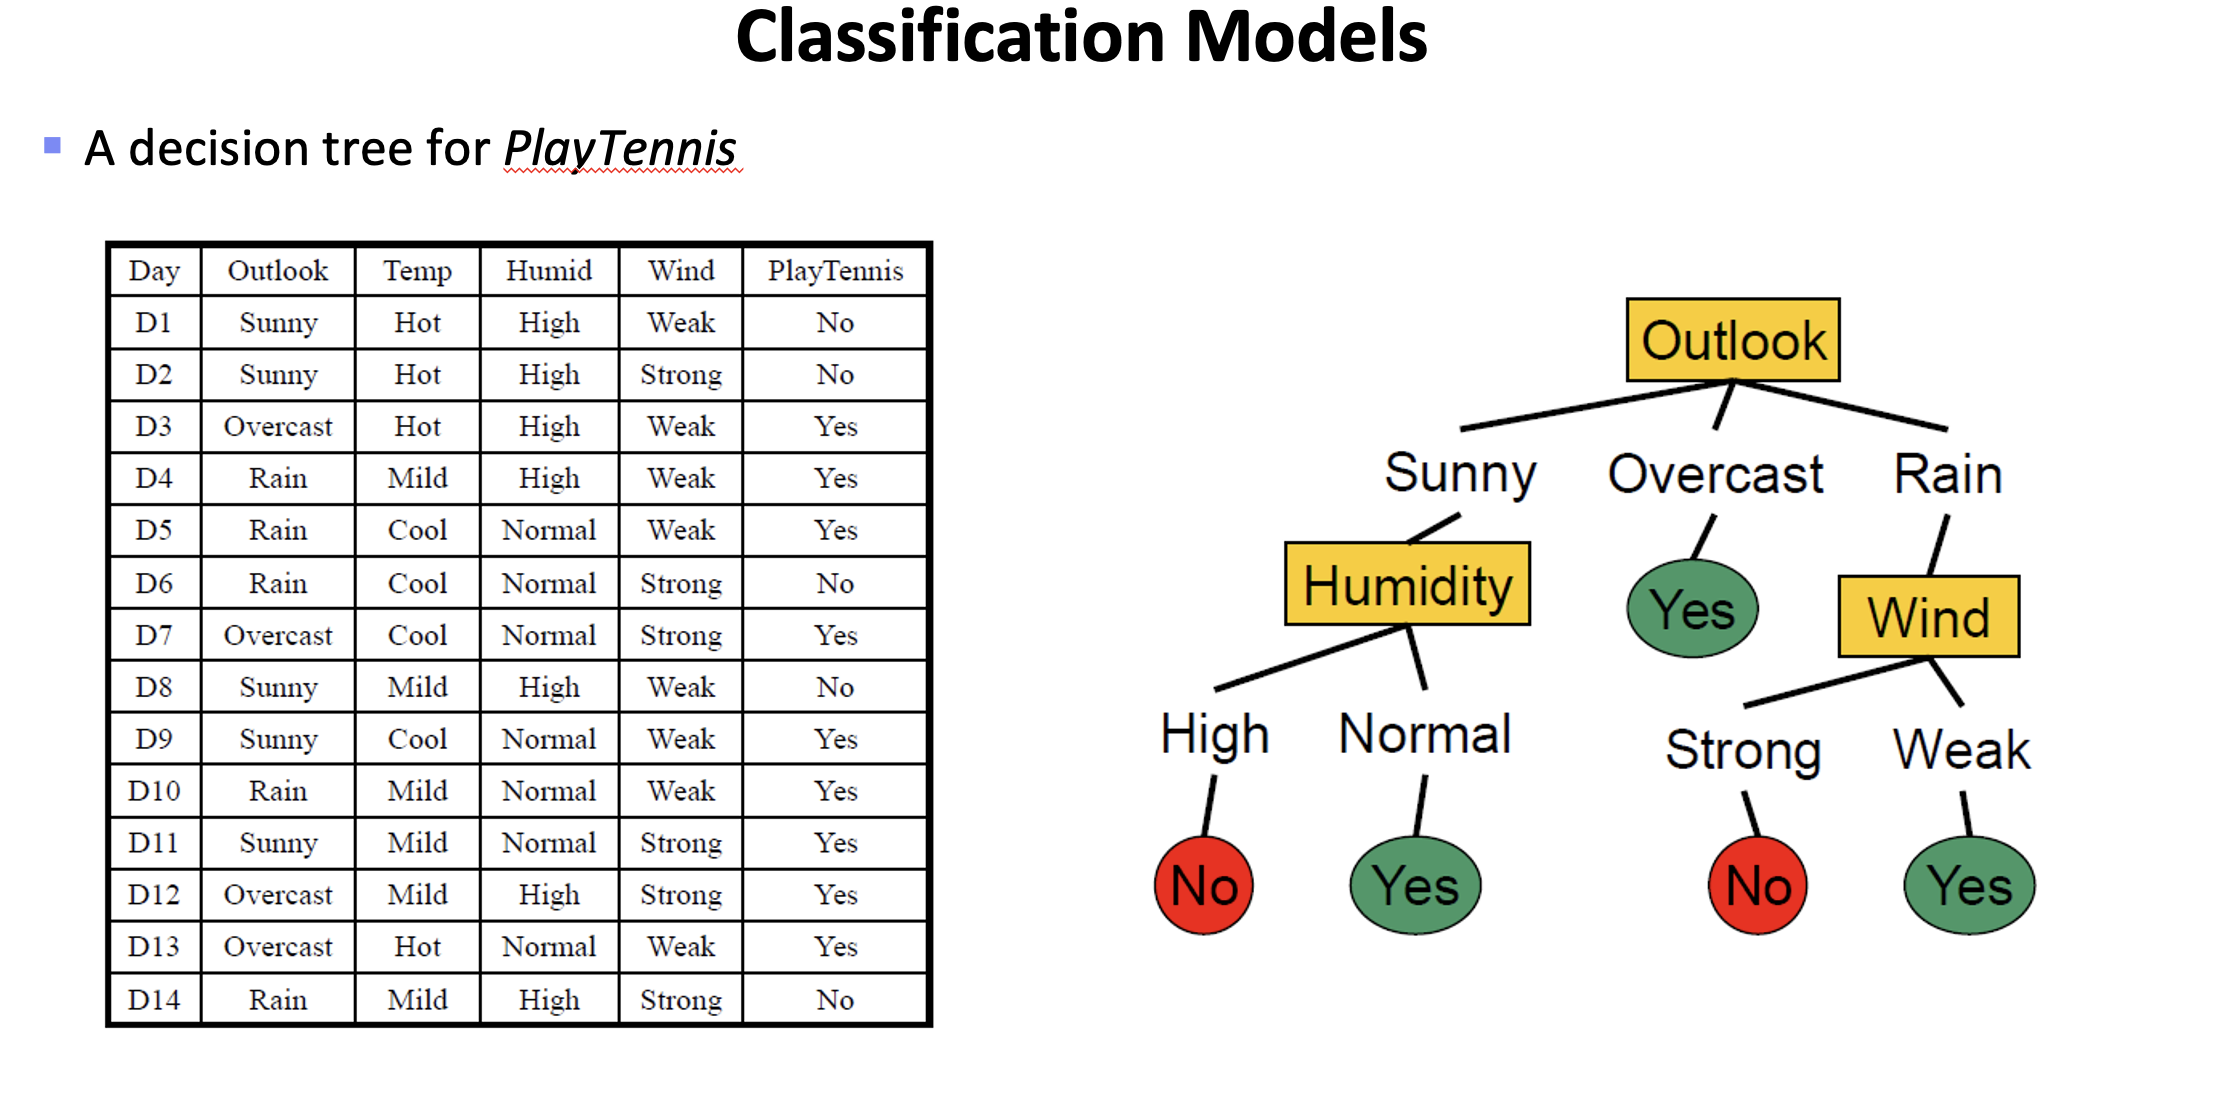 Classification Models
A decision tree for PlayTennis
Day Outlook Temp Humid Wind PlayTennis
D1 Sunny Hot High Weak No
D2 Sunny Hot High Strong No
D3 Overcast Hot High Weak Yes
D4 Rain Mild High Weak Yes
D5 Rain Cool Normal Weak Yes
D6 Rain Cool Normal Strong No
D7 Overcast Cool Normal Strong Yes
D8 Sunny Mild High Weak No
D9 Sunny Cool Normal Weak Yes
D10 Rain Mild Normal Weak Yes
D11 Sunny Mild Normal Strong Yes
D12 Overcast Mild High Strong Yes
D13 Overcast Hot Normal Weak Yes
D14 Rain Mild High Strong No
Outlook
Sunny Overcast Rain
Humidity Yes Wind
High Normal Strong Weak
No Yes No Yes